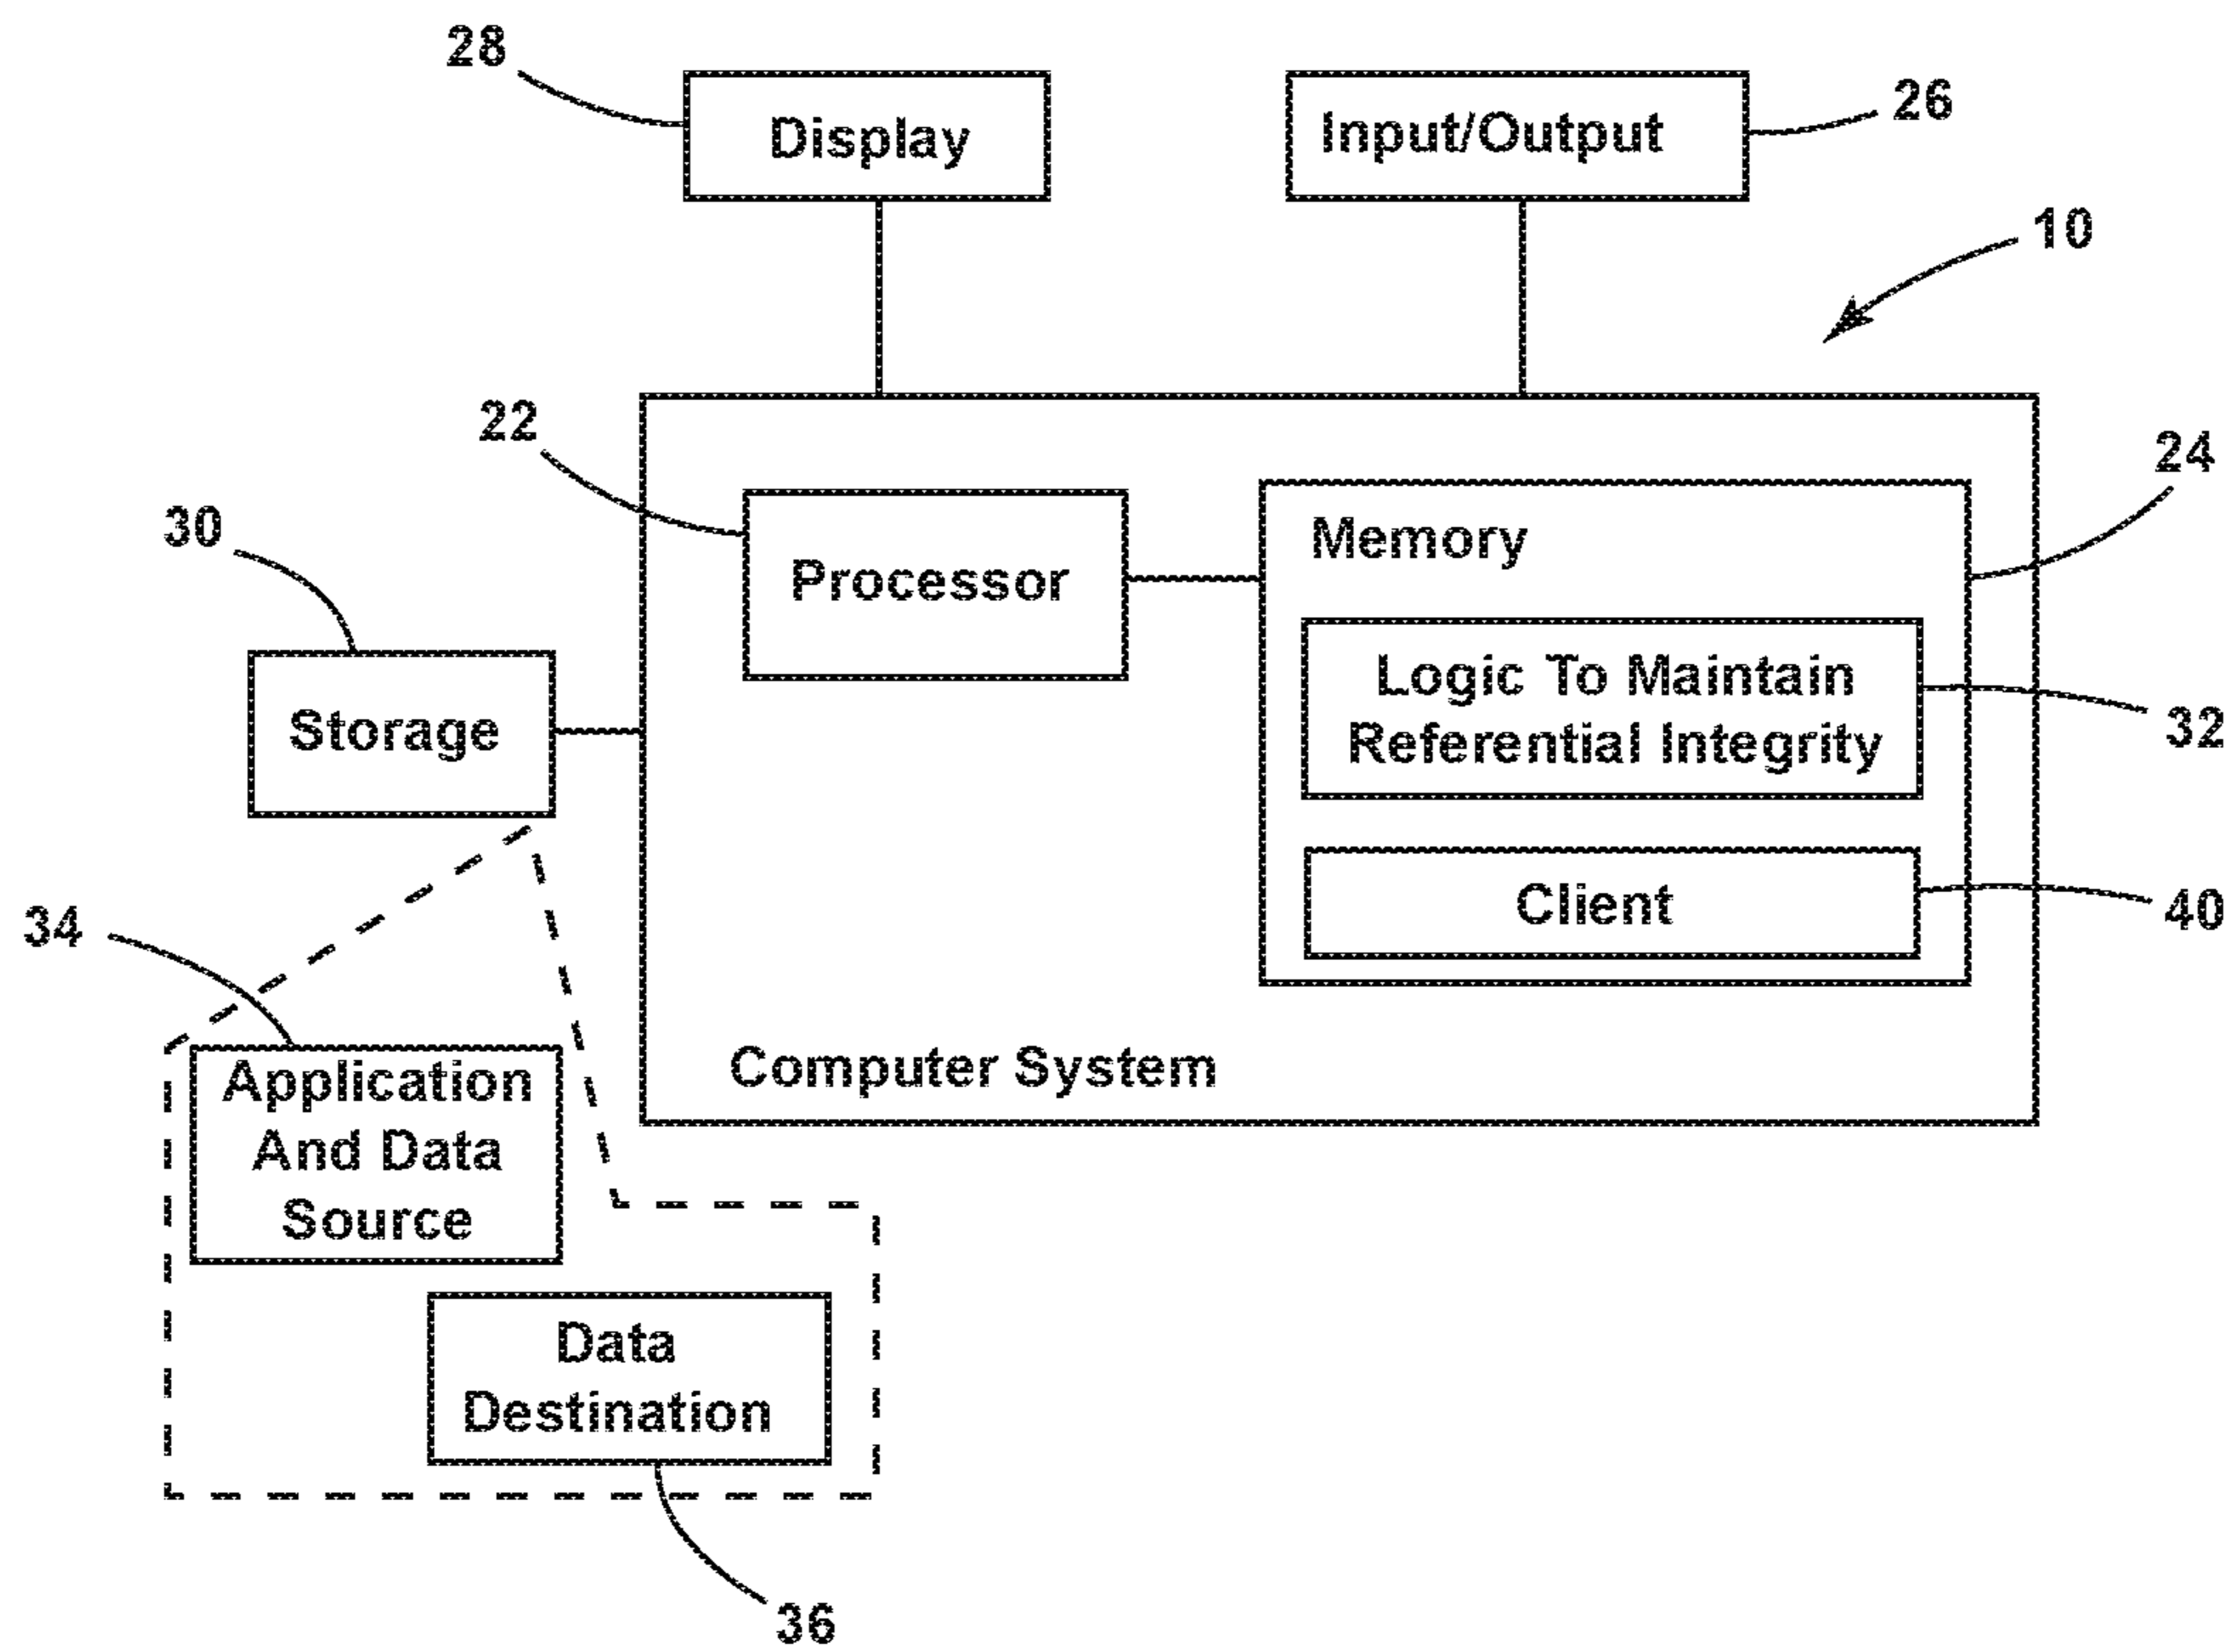 28
Display
Input/Output
26
10
22
24
30
Processor
Memory
Storage
Logic To Maintain
Referential Integrity
32
Client
40
34
Application
And Data
Source
Computer System
Data
Destination
36